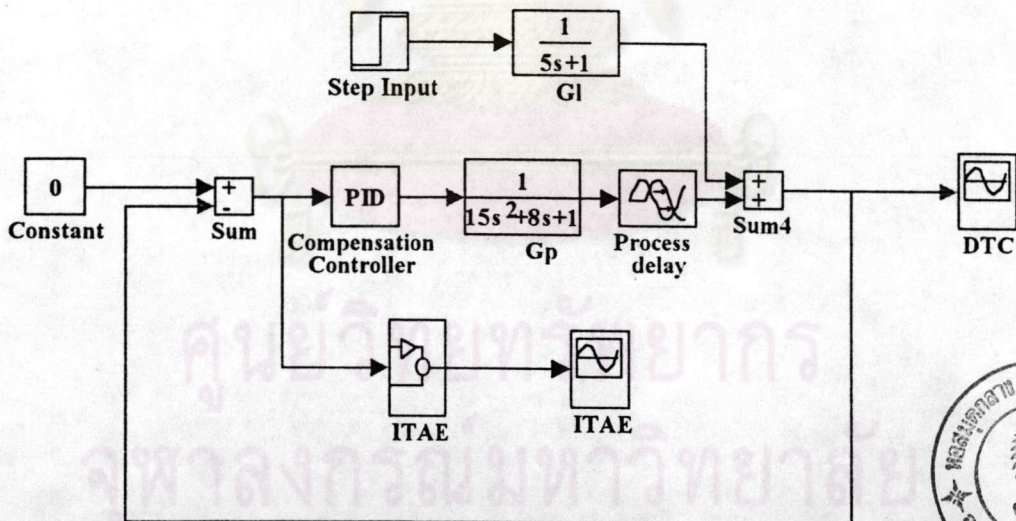 1
5s+1
Step Input
Gl
0
+
-
PID
1
15s²+8s+1
+
+
Constant
Sum
Compensation
Controller
Gp
Process
delay
Sum4
DTC
ITAE
ITAE
ศูนย์วิทยทรัพยากร
จุฬาลงกรณ์มหาวิทยาลัย